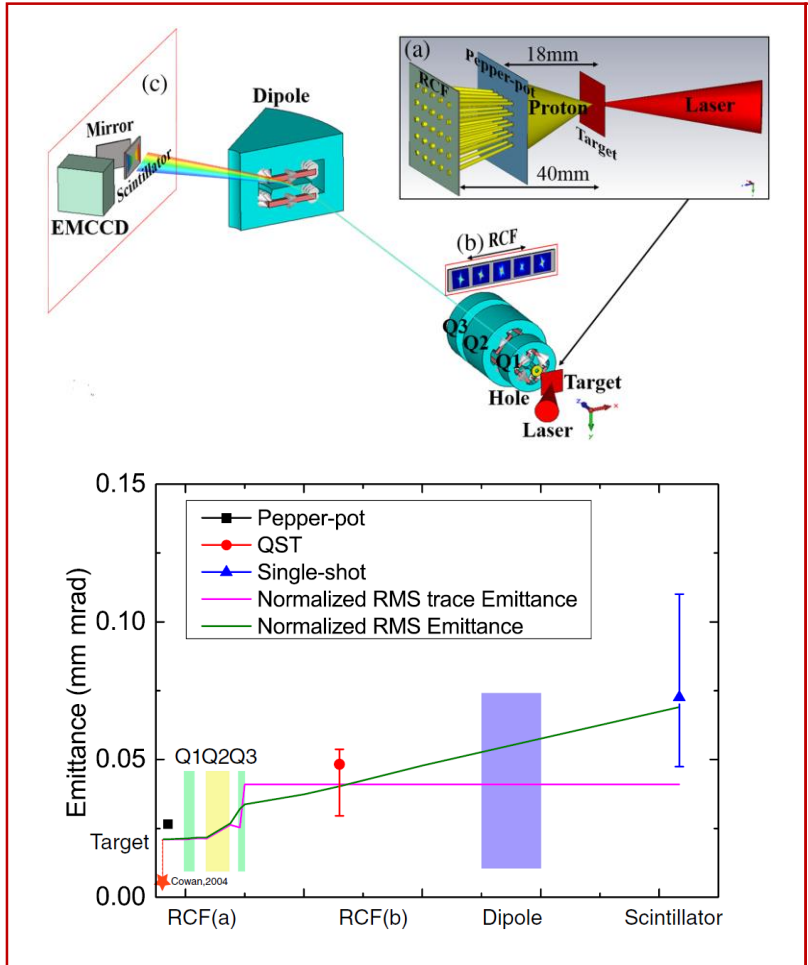 (a)
18mm
Pepper-pot
RCF
Proton
Laser
Target
40mm
(c)
Dipole
Mirror
Scintillator
EMCCD
(b) RCF
Q3
Q2
Q1
Target
Hole
Laser
z
x
y
0.15
0.10
0.05
0.00
Emittance (mm mrad)
Pepper-pot
QST
Single-shot
Normalized RMS trace Emittance
Normalized RMS Emittance
Q1Q2Q3
Target
Cowan,2004
RCF(a)
RCF(b)
Dipole
Scintillator